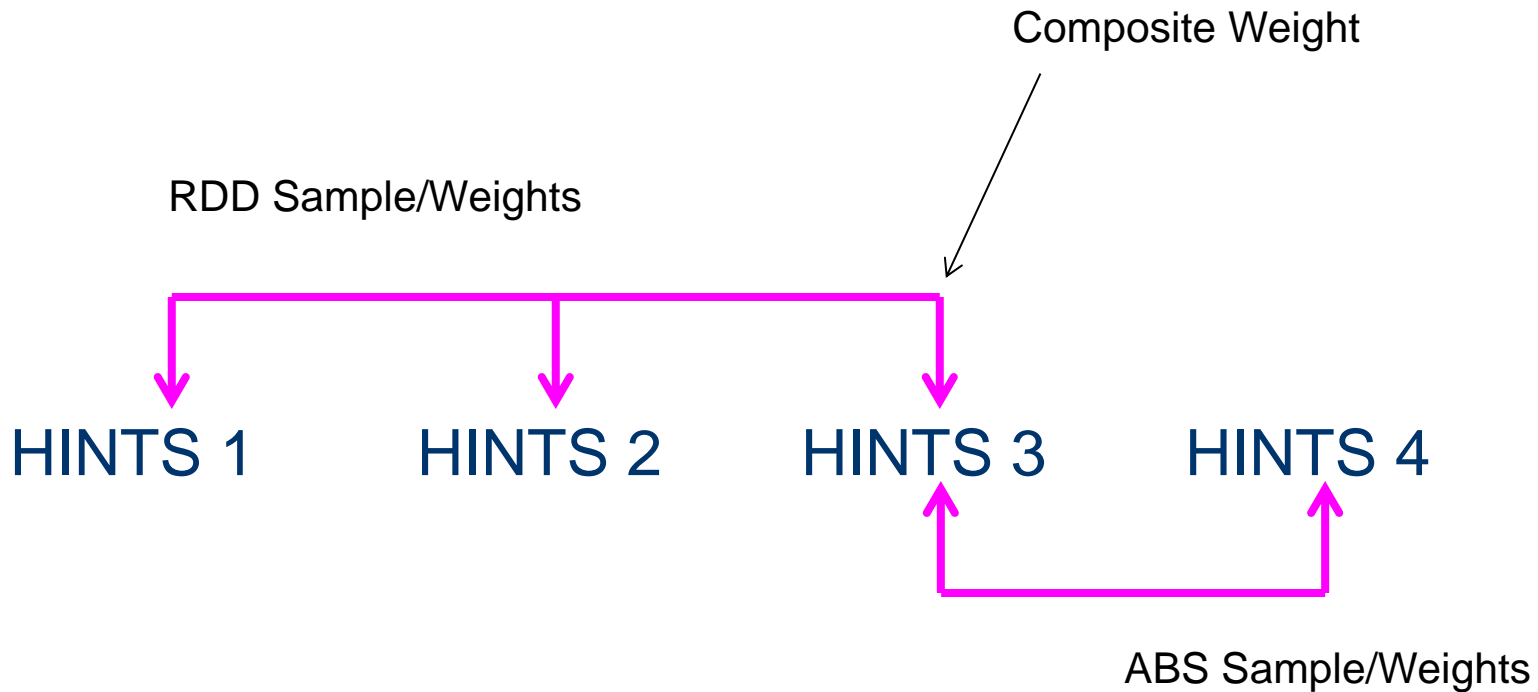 Composite Weight
RDD Sample/Weights
HINTS 1 HINTS 2 HINTS 3 HINTS 4
ABS Sample/Weights